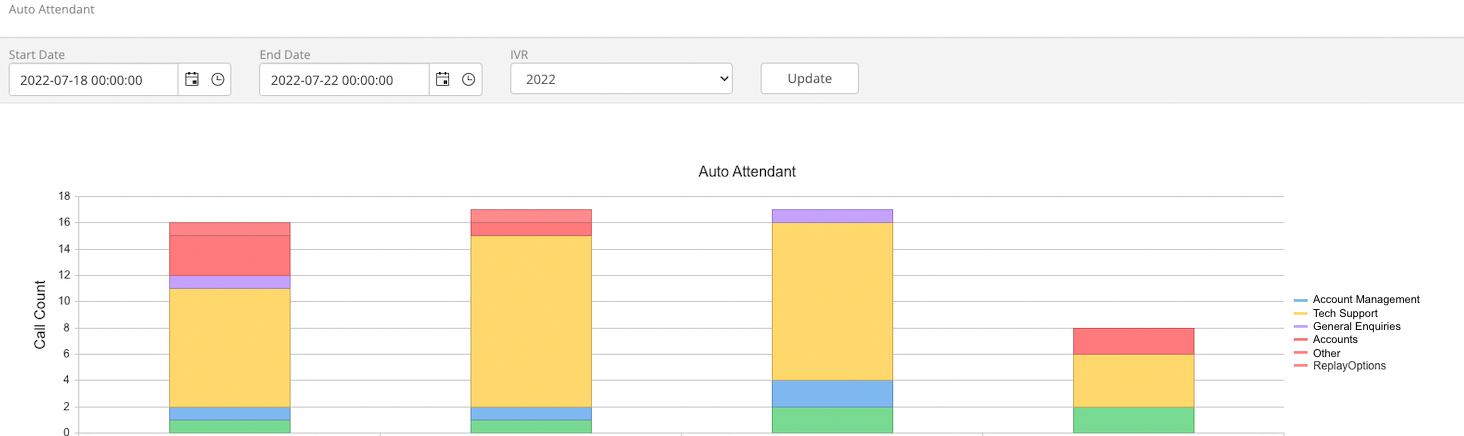 Auto Attendant
Start Date End Date IVR
2022-07-18 00:00:00 2022-07-22 00:00:00 2022 Update
Auto Attendant
18
16
14
12
10
8
6
4
2
0
Call Count
Account Management
Tech Support
General Enquiries
Accounts
Other
ReplayOptions